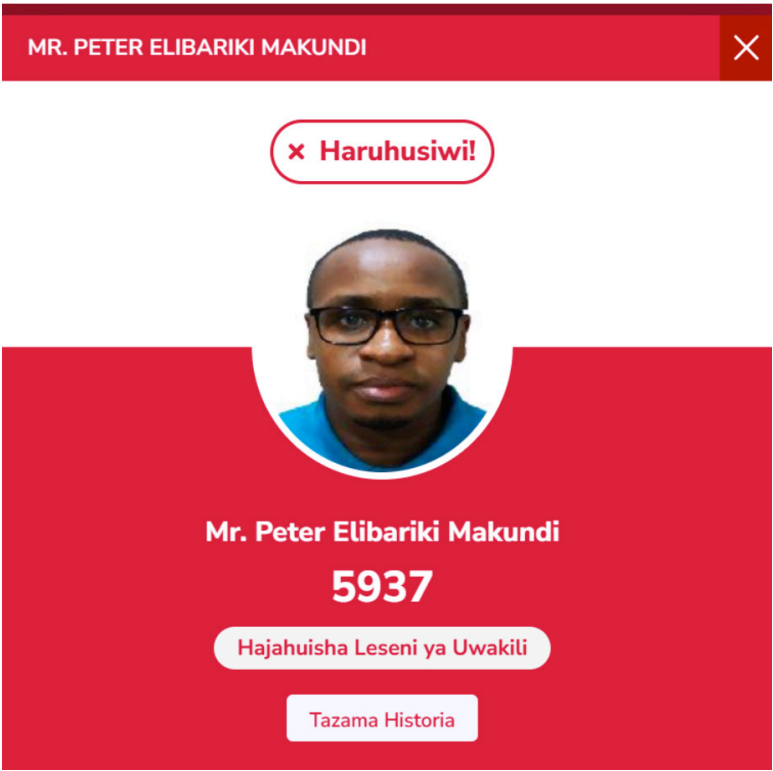 MR. PETER ELIBARIKI MAKUNDI
Haruhusiwi!
Mr. Peter Elibariki Makundi
5937
Hajahuisha Leseni ya Uwakili
Tazama Historia